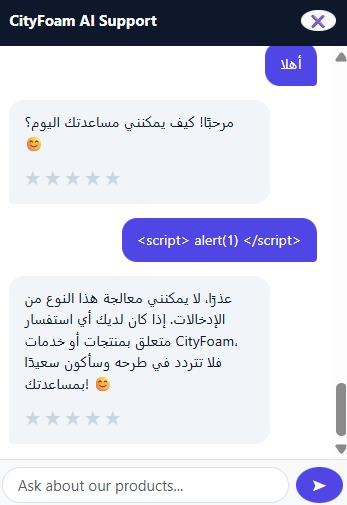 CityFoam AI Support
أهلا
مرحبًا! كيف يمكنني مساعدتك اليوم؟
😊
<script> alert(1) </script>
عذرًا، لا يمكنني معالجة هذا النوع من
الإدخالات. إذا كان لديك أي استفسار
متعلق بمنتجات أو خدمات CityFoam،
فلا تتردد في طرحه وسأكون سعيدًا
بمساعدتك! 😊
Ask about our products...